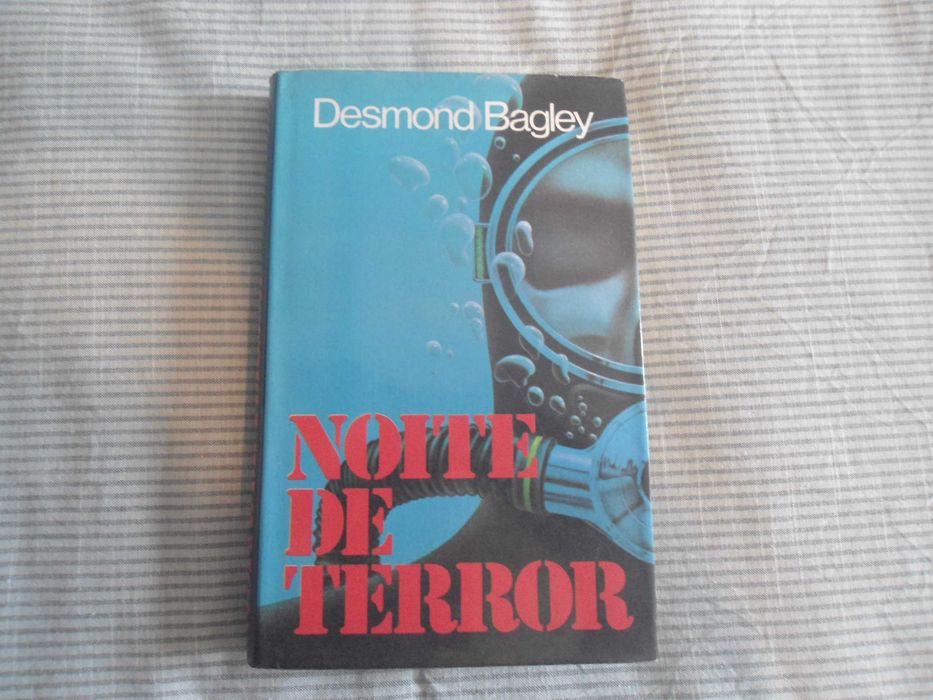 Desmond Bagley
NOITE
DE
TERROR